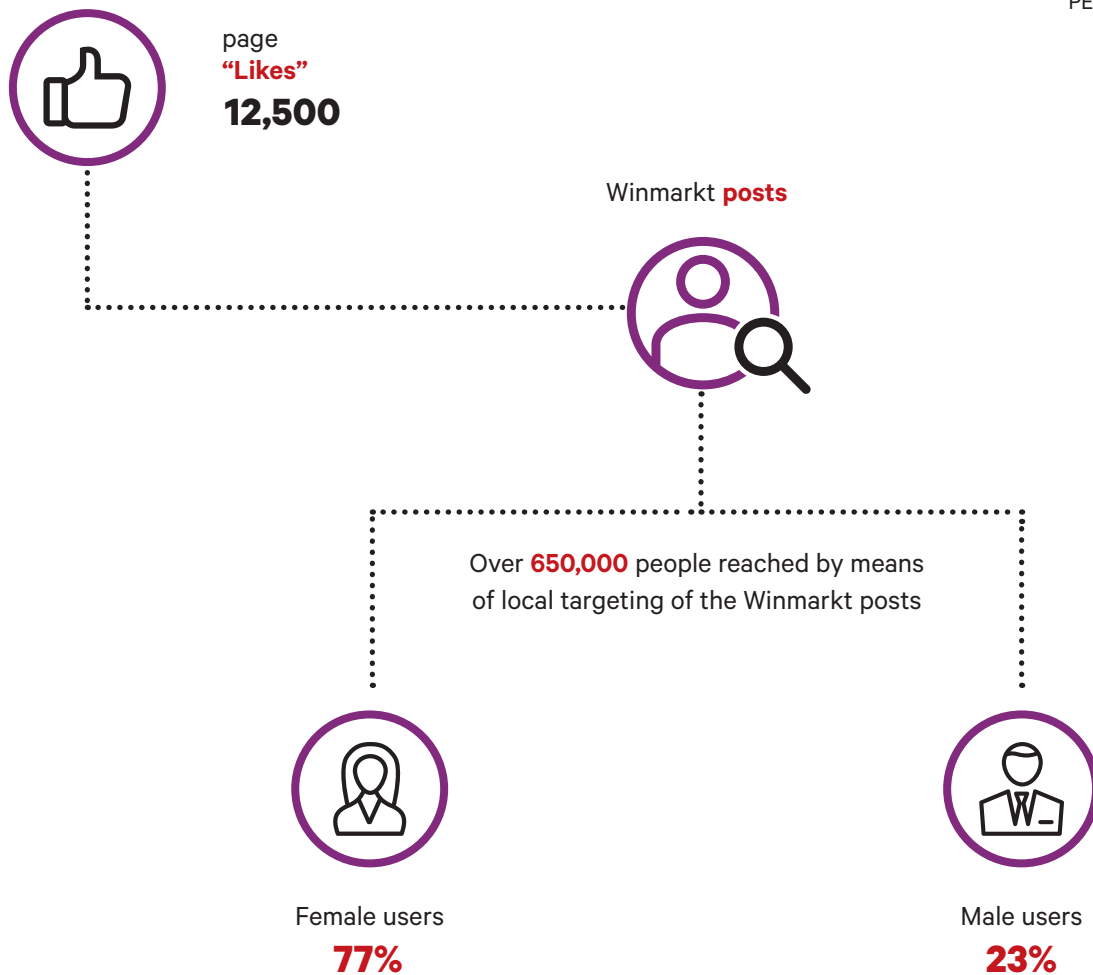 PE
page
“Likes”
12,500
Winmarkt posts
Over 650,000 people reached by means
of local targeting of the Winmarkt posts
Female users
77%
Male users
23%